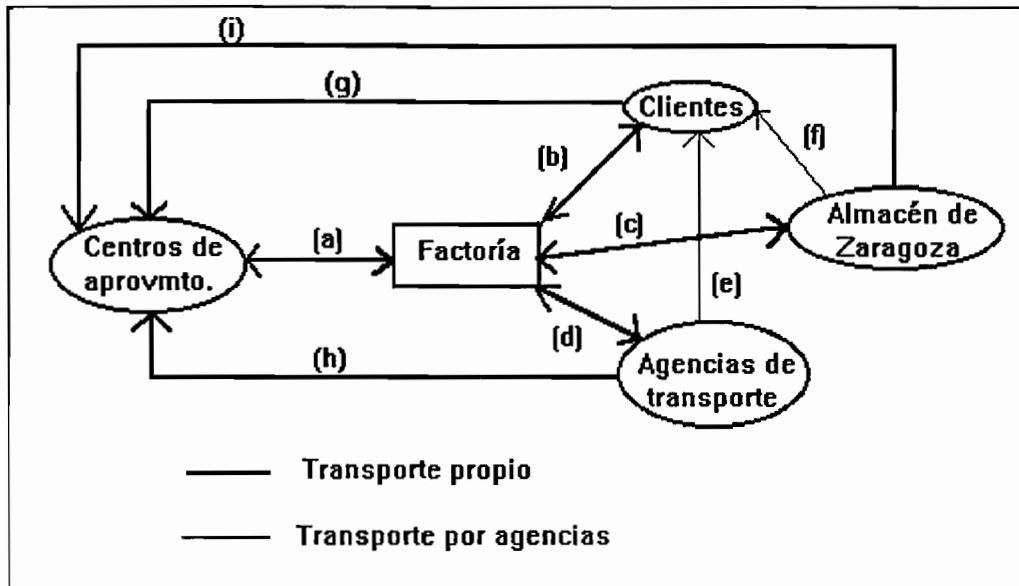 (i)
(g)
Clientes
(b)
(f)
(c)
Almacén de
Zaragoza
Centros de
aprovmto.
(a)
Factoría
(e)
(d)
(h)
Agencias de
transporte
Transporte propio
Transporte por agencias